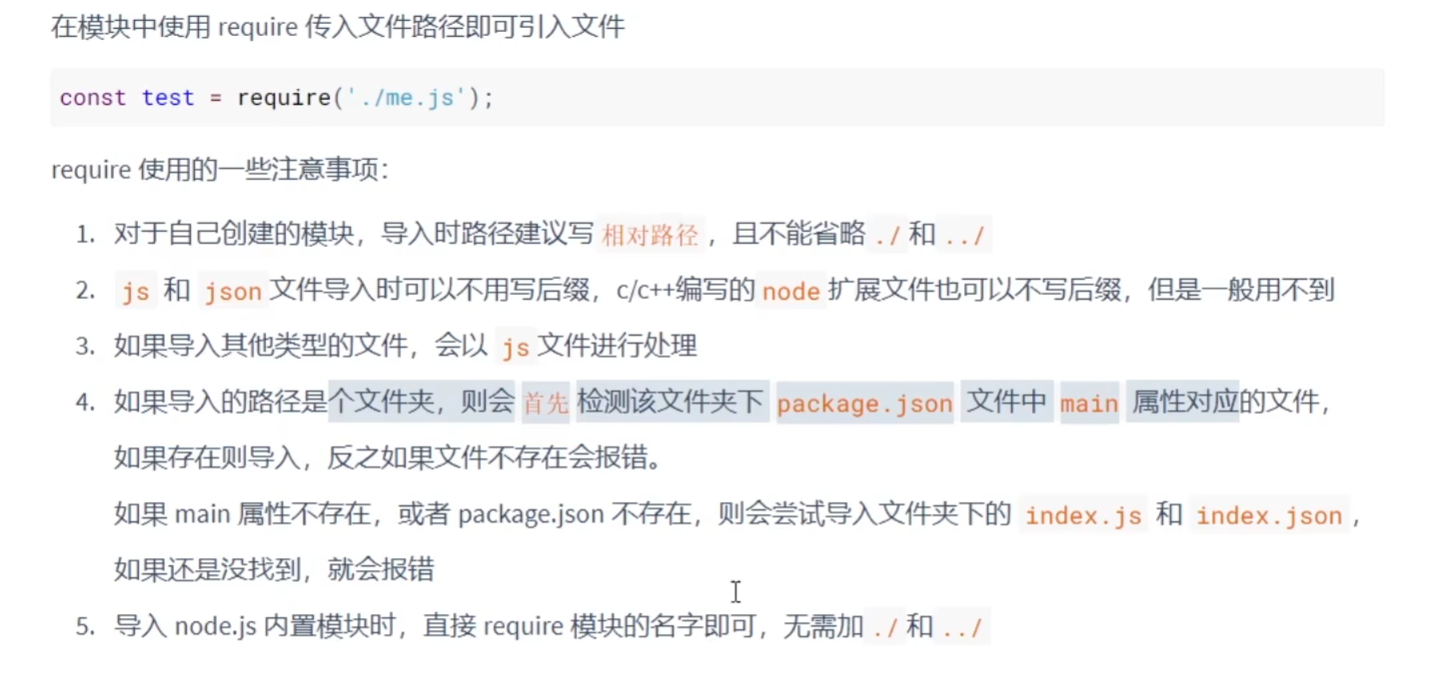 在模块中使用 require 传入文件路径即可引入文件
const test = require('./me.js');
require 使用的一些注意事项：
1. 对于自己创建的模块，导入时路径建议写 相对路径 ，且不能省略 ./ 和 ../
2. js 和 json 文件导入时可以不用写后缀，c/c++编写的 node 扩展文件也可以不写后缀，但是一般用不到
3. 如果导入其他类型的文件，会以 js 文件进行处理
4. 如果导入的路径是个文件夹，则会 首先 检测该文件夹下 package.json 文件中 main 属性对应的文件，
如果存在则导入，反之如果文件不存在会报错。
如果 main 属性不存在，或者 package.json 不存在，则会尝试导入文件夹下的 index.js 和 index.json ，
如果还是没找到，就会报错
5. 导入 node.js 内置模块时，直接 require 模块的名字即可，无需加 ./ 和 ../